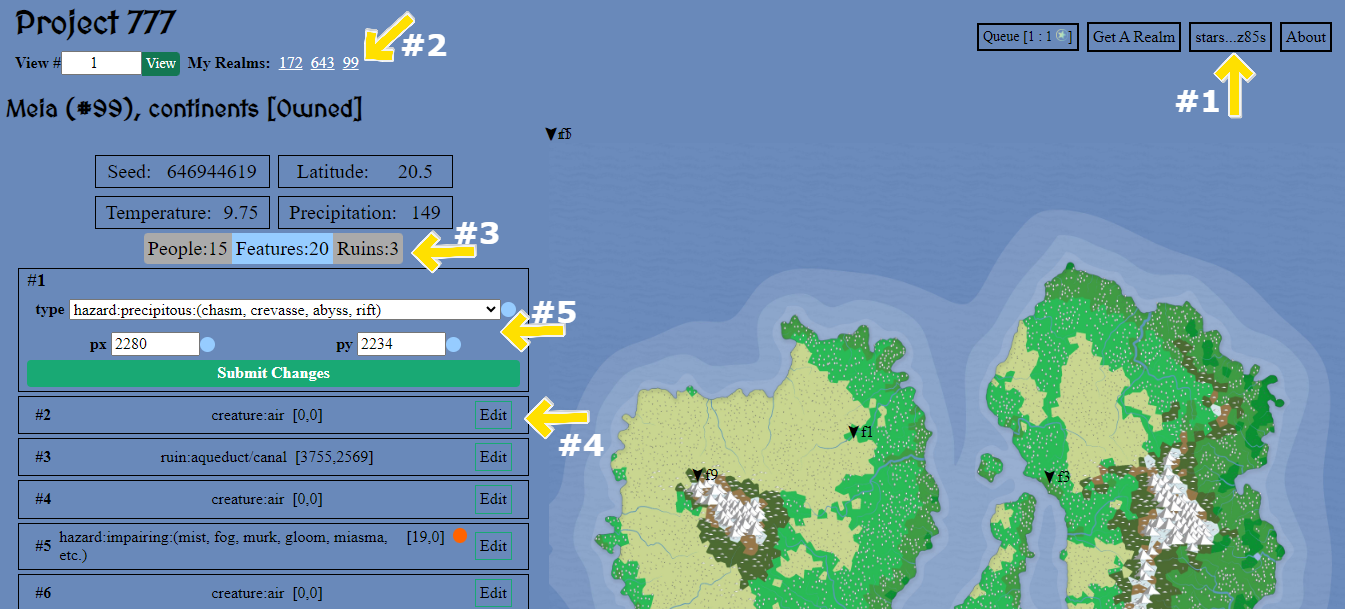 Project 777
View # 1 View My Realms: 172 643 99
#2
Queue [1 : 1 ] Get A Realm stars...z85s About
#1
Meia (#99), continents [Owned]
Seed: 646944619 Latitude: 20.5
Temperature: 9.75 Precipitation: 149
People:15 Features:20 Ruins:3
#3
#1
type hazard:precipitous:(chasm, crevasse, abyss, rift)
#5
px 2280 py 2234
Submit Changes
#2 creature:air [0,0] Edit
#4
#3 ruin:aqueduct/canal [3755,2569] Edit
#4 creature:air [0,0] Edit
#5 hazard:impairing:(mist, fog, murk, gloom, miasma, etc.) [19,0] Edit
#6 creature:air [0,0] Edit
f1
f9
f3